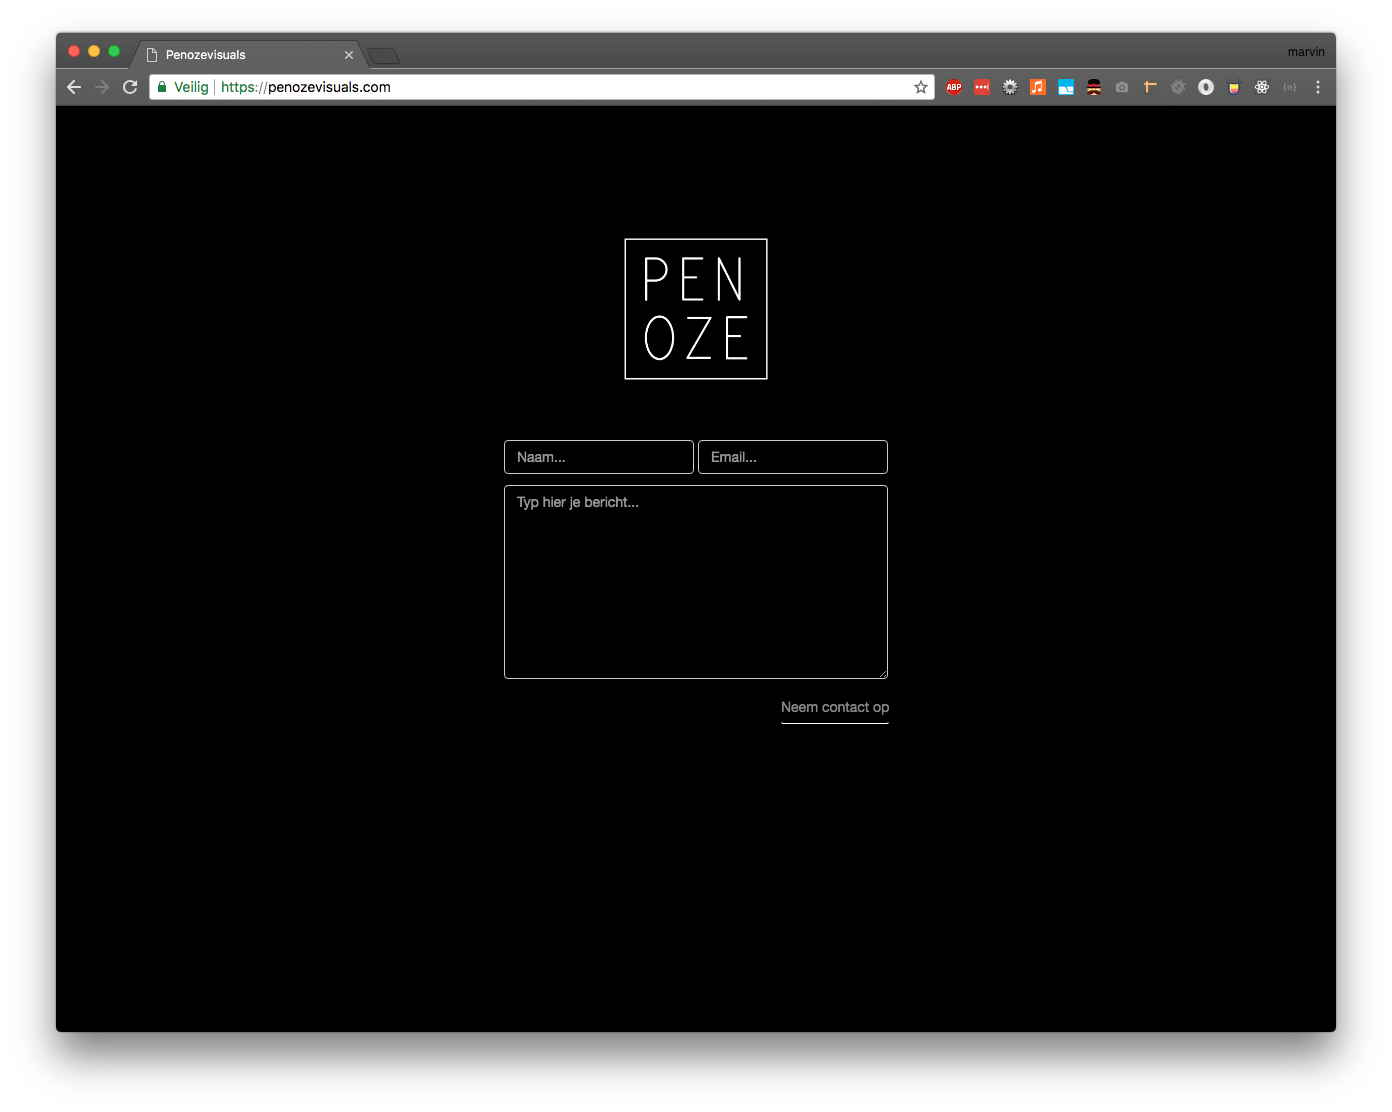 Penozevisuals
marvin
Veilig https://penozevisuals.com
ABP
PEN
OZE
Naam...
Email...
Typ hier je bericht...
Neem contact op